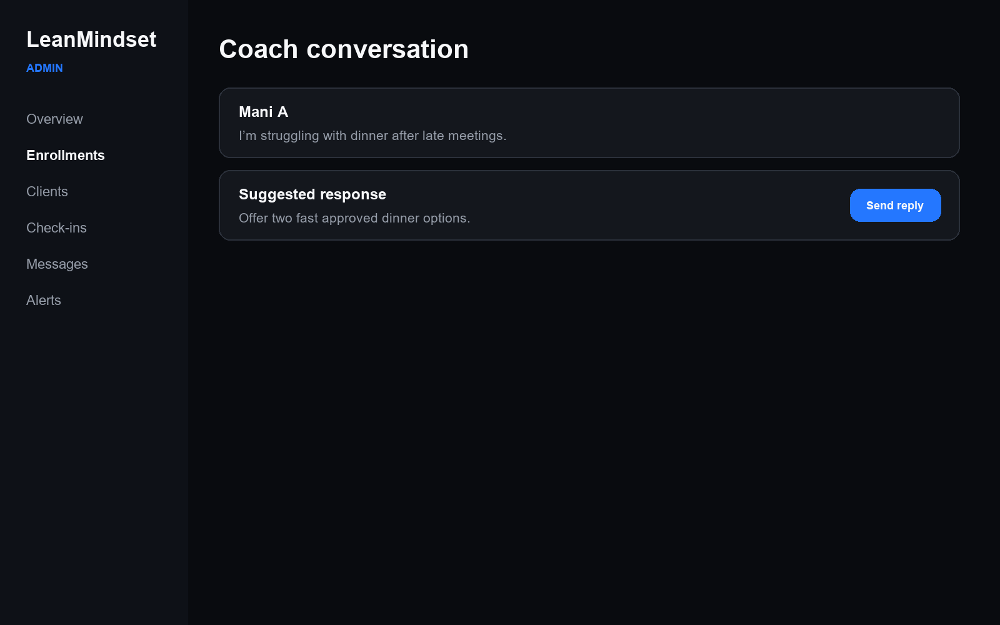 LeanMindset
ADMIN
Overview
Enrollments
Clients
Check-ins
Messages
Alerts
Coach conversation
Mani A
I’m struggling with dinner after late meetings.
Suggested response
Offer two fast approved dinner options.
Send reply